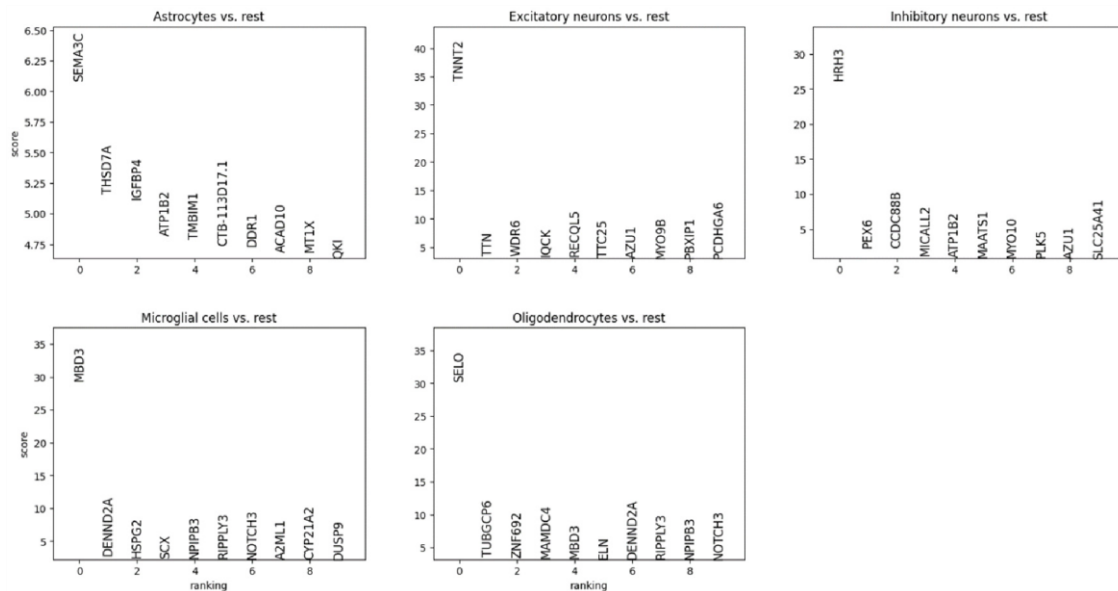 Astrocytes vs. rest
score
6.50
6.25
6.00
5.75
5.50
5.25
5.00
4.75
SEMA3C
THSD7A
IGFBP4
ATP1B2
TMBIM1
CTB-113D17.1
DDR1
ACAD10
MT1X
QKI
0 2 4 6 8
Excitatory neurons vs. rest
40
35
30
25
20
15
10
5
TNNT2
TTN
WDR6
IQCK
RECQL5
TTC25
AZU1
MYO9B
PBXIP1
PCDHGA6
0 2 4 6 8
Inhibitory neurons vs. rest
30
25
20
15
10
5
HRH3
PEX6
CCDC88B
MICALL2
ATP1B2
MAATS1
MYO10
PLK5
AZU1
SLC25A41
0 2 4 6 8
Microglial cells vs. rest
score
35
30
25
20
15
10
5
MBD3
DENND2A
HSPG2
SCX
NPIPB3
RIPPLY3
NOTCH3
A2ML1
CYP21A2
DUSP9
0 2 4 6 8
ranking
Oligodendrocytes vs. rest
35
30
25
20
15
10
5
SELO
TUBGCP6
ZNF692
MAMDC4
MBD3
ELN
DENND2A
RIPPLY3
NPIPB3
NOTCH3
0 2 4 6 8
ranking